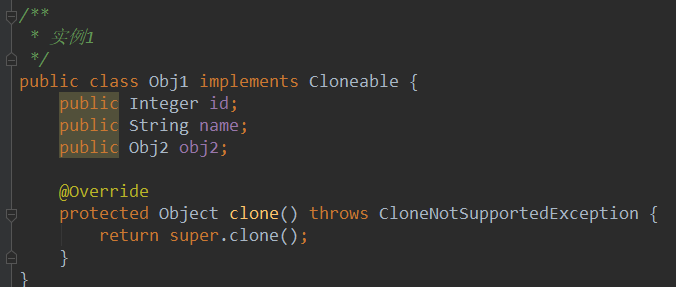 /**
 * 实例1
 */
public class Obj1 implements Cloneable {
    public Integer id;
    public String name;
    public Obj2 obj2;

    @Override
    protected Object clone() throws CloneNotSupportedException {
        return super.clone();
    }
}